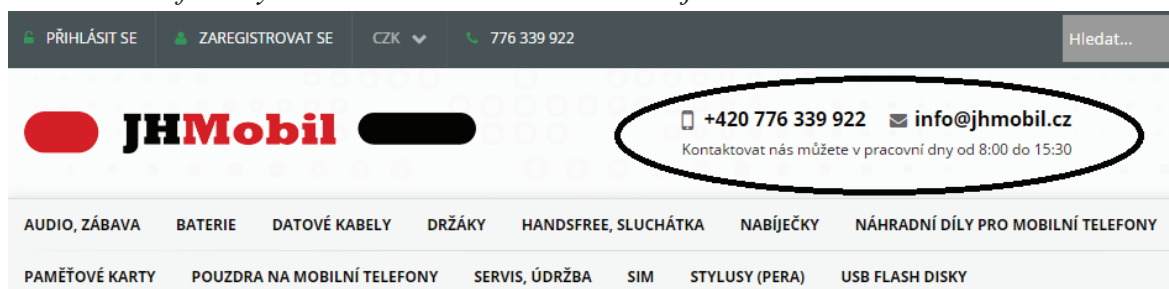 PŘIHLÁSIT SE ZAREGISTROVAT SE CZK 776 339 922 Hledat...
JHMobil +420 776 339 922 info@jhmobil.cz
Kontaktovat nás můžete v pracovní dny od 8:00 do 15:30
AUDIO, ZÁBAVA BATERIE DATOVÉ KABELY DRŽÁKY HANDSFREE, SLUCHÁTKA NABÍJEČKY NÁHRADNÍ DÍLY PRO MOBILNÍ TELEFONY
PAMĚŤOVÉ KARTY POUZDRA NA MOBILNÍ TELEFONY SERVIS, ÚDRŽBA SIM STYLUSY (PERA) USB FLASH DISKY